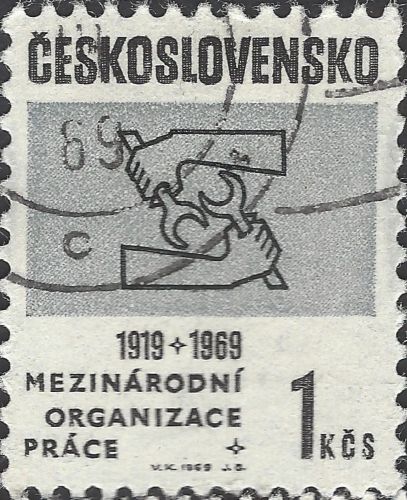 ČESKOSLOVENSKO
69
c
1919 + 1969
MEZINÁRODNÍ
ORGANIZACE
PRÁCE +
1 KČS
V.K. 1969 J.G.